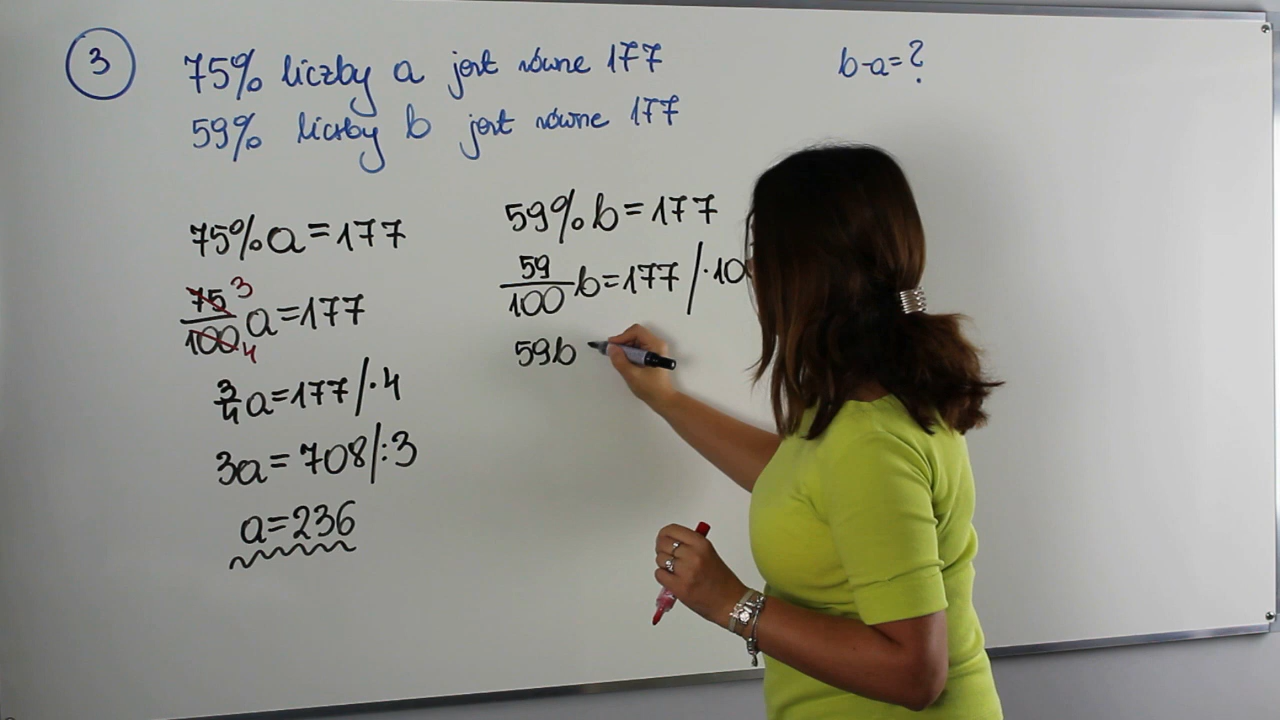 3
75% liczby a jest równe 177
b-a=?
59% liczby b jest równe 177
75% a = 177
75 3
100 4 a = 177
3/4 a = 177 / · 4
3a = 708 / : 3
a = 236
59% b = 177
59/100 b = 177 / · 10
59b